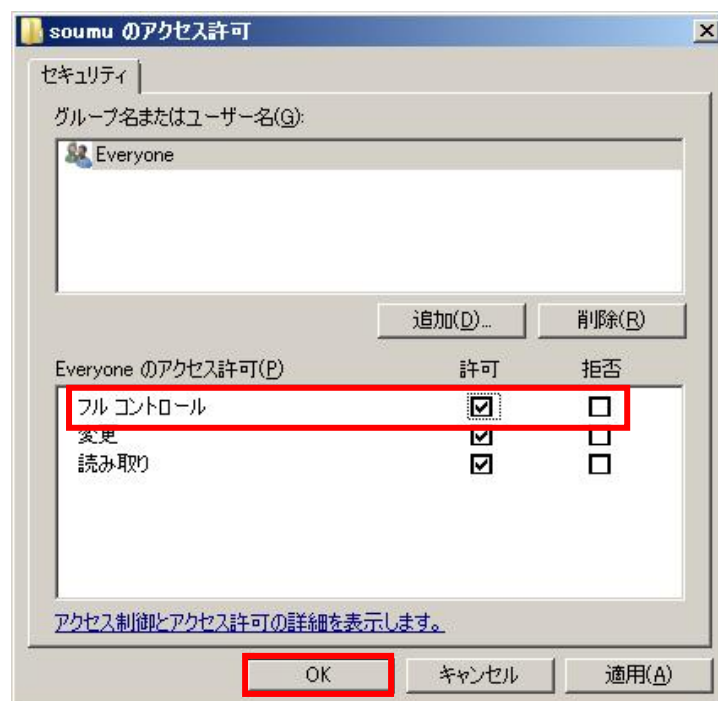 soumu のアクセス許可
セキュリティ
グループ名またはユーザー名(G):
Everyone
追加(D)... 削除(R)
Everyone のアクセス許可(P) 許可 拒否
フル コントロール
変更
読み取り
アクセス制御とアクセス許可の詳細を表示します。
OK キャンセル 適用(A)